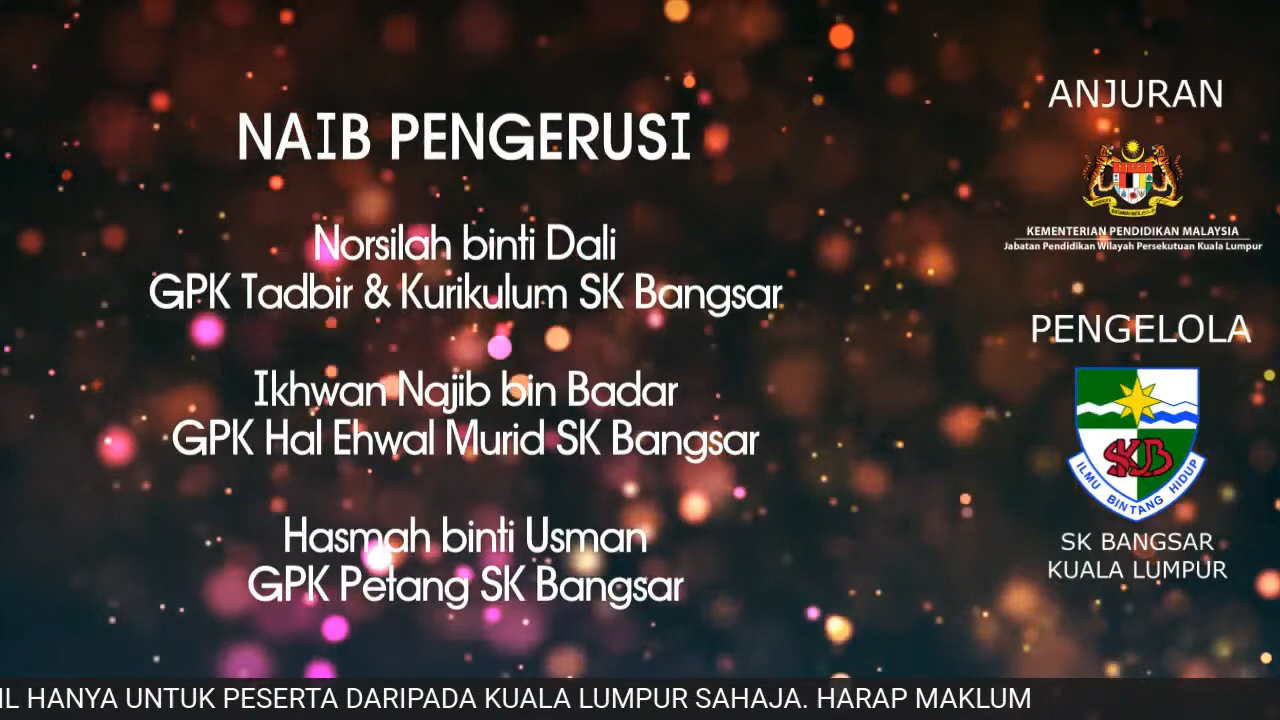 NAIB PENGERUSI
Norsilah binti Dali
GPK Tadbir & Kurikulum SK Bangsar
Ikhwan Najib bin Badar
GPK Hal Ehwal Murid SK Bangsar
Hasmah binti Usman
GPK Petang SK Bangsar
ANJURAN
KEMENTERIAN PENDIDIKAN MALAYSIA
Jabatan Pendidikan Wilayah Persekutuan Kuala Lumpur
PENGELOLA
SKB
ILMU BINTANG HIDUP
SK BANGSAR
KUALA LUMPUR
HANYA UNTUK PESERTA DARIPADA KUALA LUMPUR SAHAJA. HARAP MAKLUM